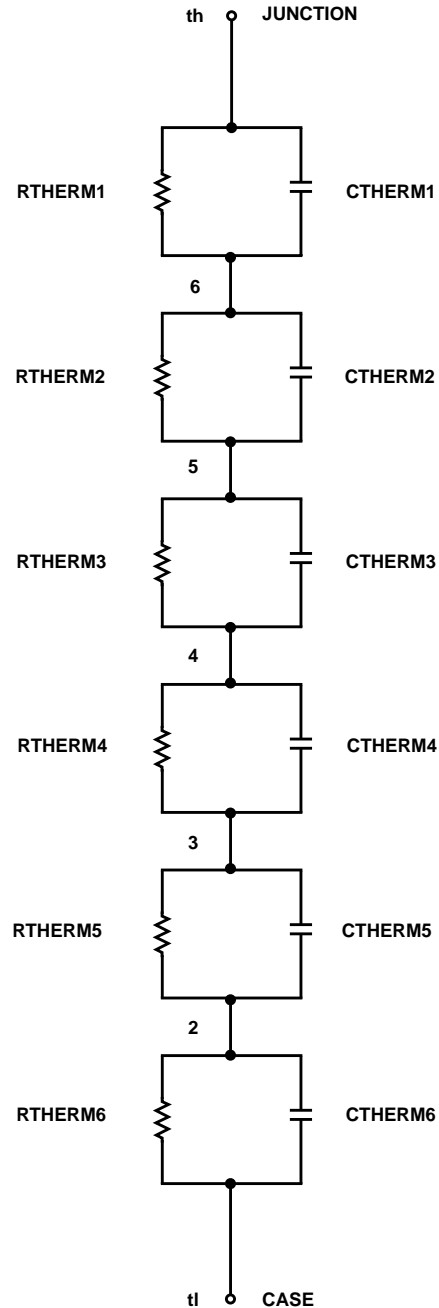 th JUNCTION
RTHERM1 CTHERM1
6
RTHERM2 CTHERM2
5
RTHERM3 CTHERM3
4
RTHERM4 CTHERM4
3
RTHERM5 CTHERM5
2
RTHERM6 CTHERM6
tl CASE